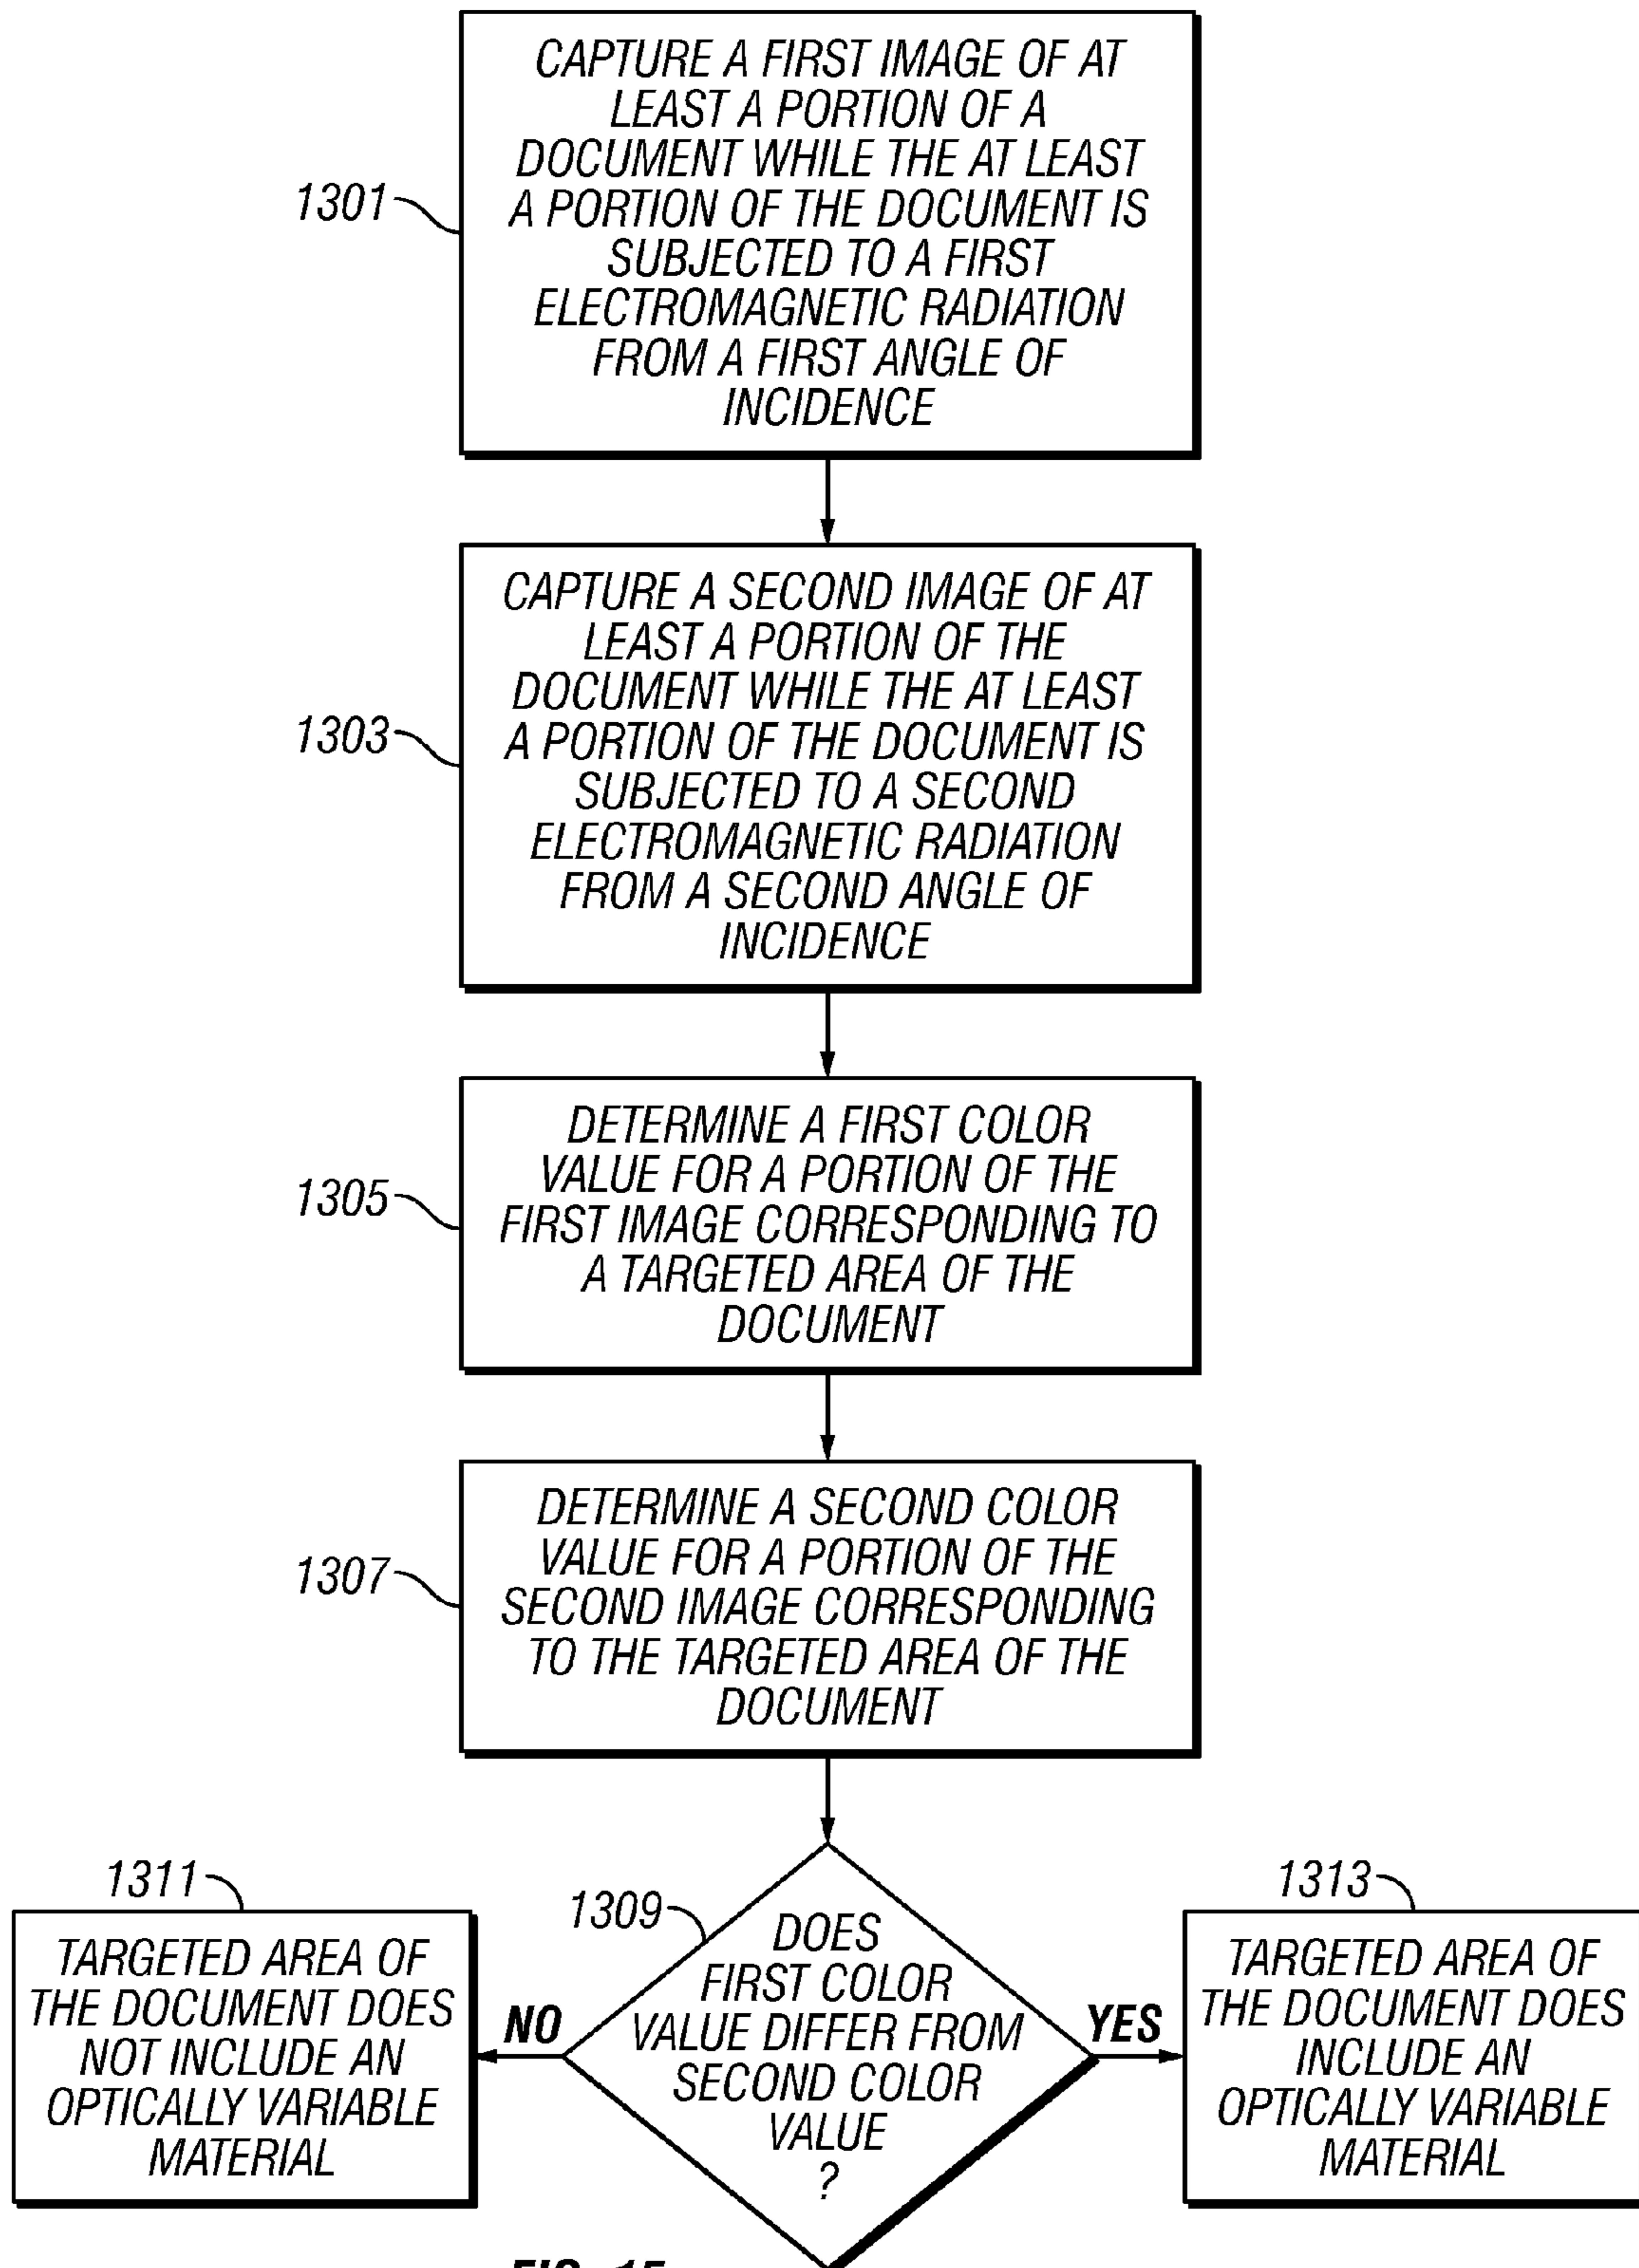 CAPTURE A FIRST IMAGE OF AT
LEAST A PORTION OF A
DOCUMENT WHILE THE AT LEAST
A PORTION OF THE DOCUMENT IS
SUBJECTED TO A FIRST
ELECTROMAGNETIC RADIATION
FROM A FIRST ANGLE OF
INCIDENCE
1301
CAPTURE A SECOND IMAGE OF AT
LEAST A PORTION OF THE
DOCUMENT WHILE THE AT LEAST
A PORTION OF THE DOCUMENT IS
SUBJECTED TO A SECOND
ELECTROMAGNETIC RADIATION
FROM A SECOND ANGLE OF
INCIDENCE
1303
DETERMINE A FIRST COLOR
VALUE FOR A PORTION OF THE
FIRST IMAGE CORRESPONDING TO
A TARGETED AREA OF THE
DOCUMENT
1305
DETERMINE A SECOND COLOR
VALUE FOR A PORTION OF THE
SECOND IMAGE CORRESPONDING
TO THE TARGETED AREA OF THE
DOCUMENT
1307
1311
TARGETED AREA OF
THE DOCUMENT DOES
NOT INCLUDE AN
OPTICALLY VARIABLE
MATERIAL
NO
1309
DOES
FIRST COLOR
VALUE DIFFER FROM
SECOND COLOR
VALUE
?
YES
1313
TARGETED AREA OF
THE DOCUMENT DOES
INCLUDE AN
OPTICALLY VARIABLE
MATERIAL